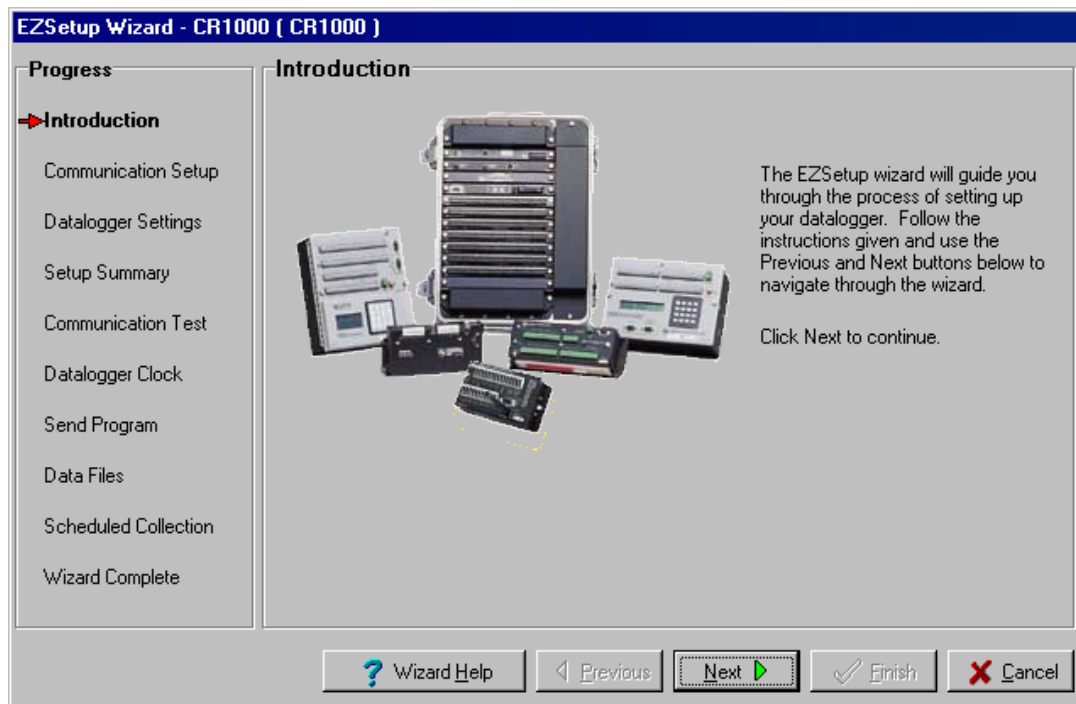 EZSetup Wizard - CR1000 ( CR1000 )
Progress
Introduction
Communication Setup
Datalogger Settings
Setup Summary
Communication Test
Datalogger Clock
Send Program
Data Files
Scheduled Collection
Wizard Complete
Introduction
The EZSetup wizard will guide you
through the process of setting up
your datalogger. Follow the
instructions given and use the
Previous and Next buttons below to
navigate through the wizard.
Click Next to continue.
? Wizard Help
Previous
Next
Finish
Cancel